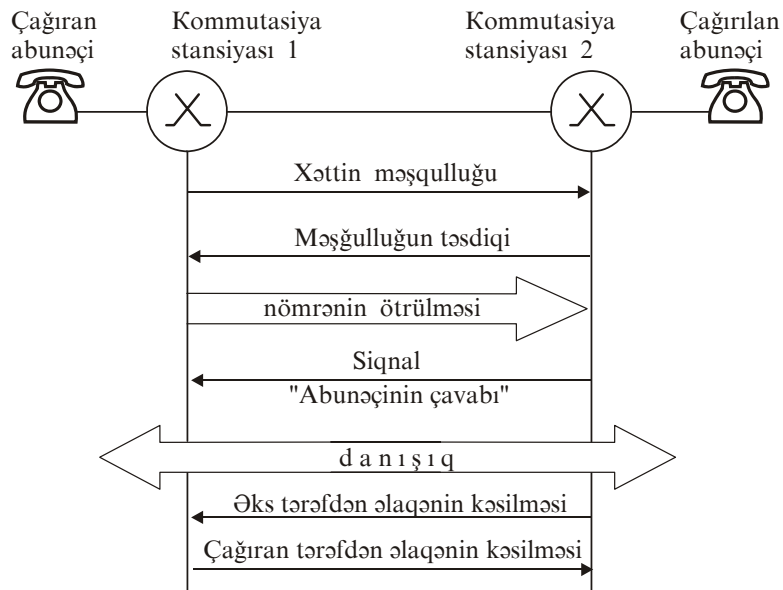 Çağıran
abunəçi
Kommutasiya
stansiyası 1
Kommutasiya
stansiyası 2
Çağırılan
abunəçi
Xəttin məşqulluğu
Məşğulluğun təsdiqi
nömrənin ötrülməsi
Siqnal
"Abunəçinin çavabı"
danışıq
Əks tərəfdən əlaqənin kəsilməsi
Çağıran tərəfdən əlaqənin kəsilməsi